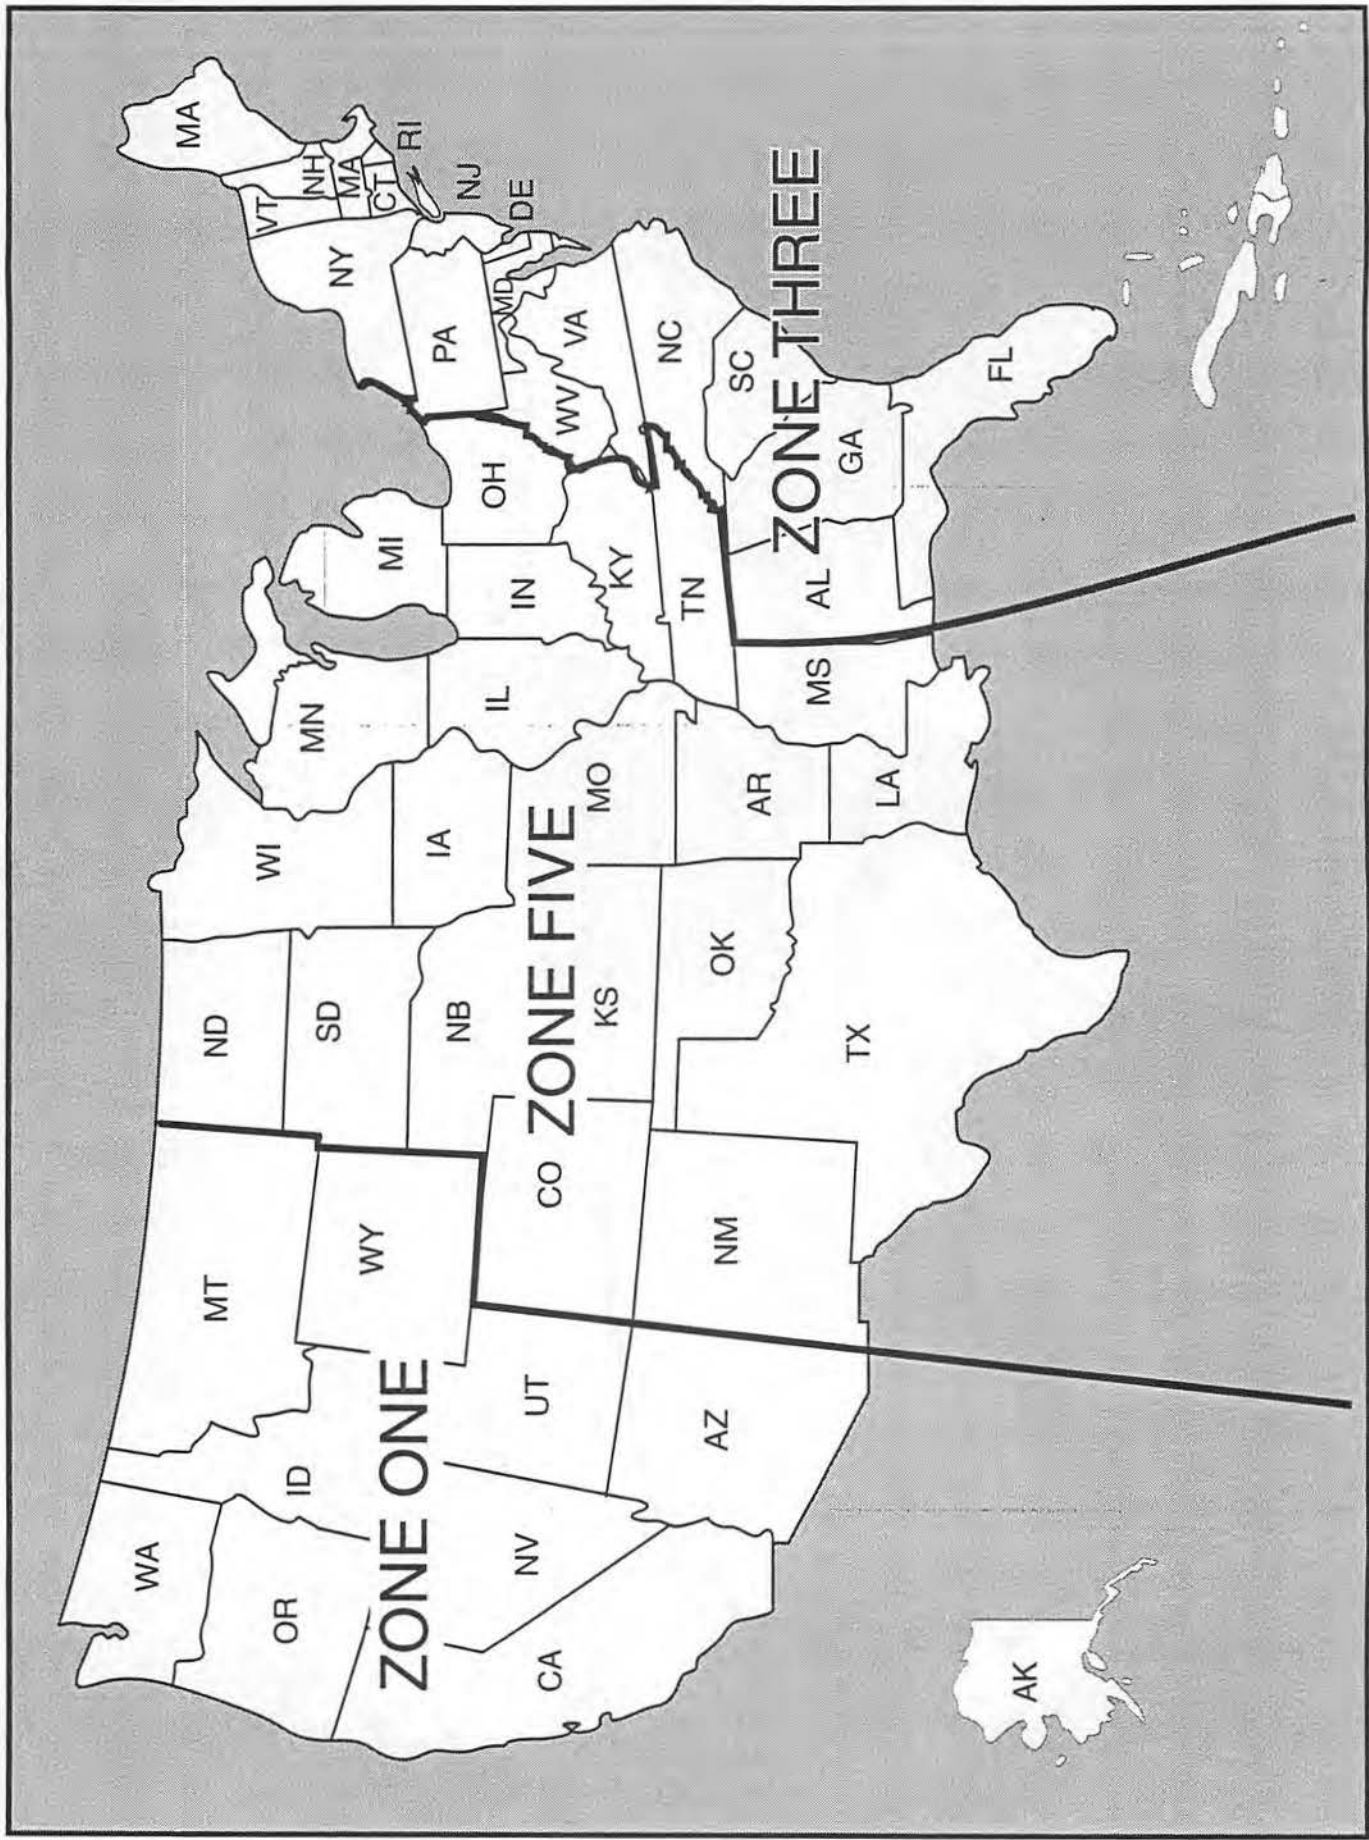 WA
MT
ND
WI
MN
MI
VT
MA
NH
MA
CT
RI
NY
OR
ID
WY
SD
IA
PA
NJ
DE
MD
ZONE ONE
NB
IL
IN
OH
WV
VA
NV
UT
CO
ZONE FIVE
KS
MO
KY
NC
CA
AZ
NM
OK
AR
TN
SC
ZONE THREE
TX
LA
MS
AL
GA
FL
AK